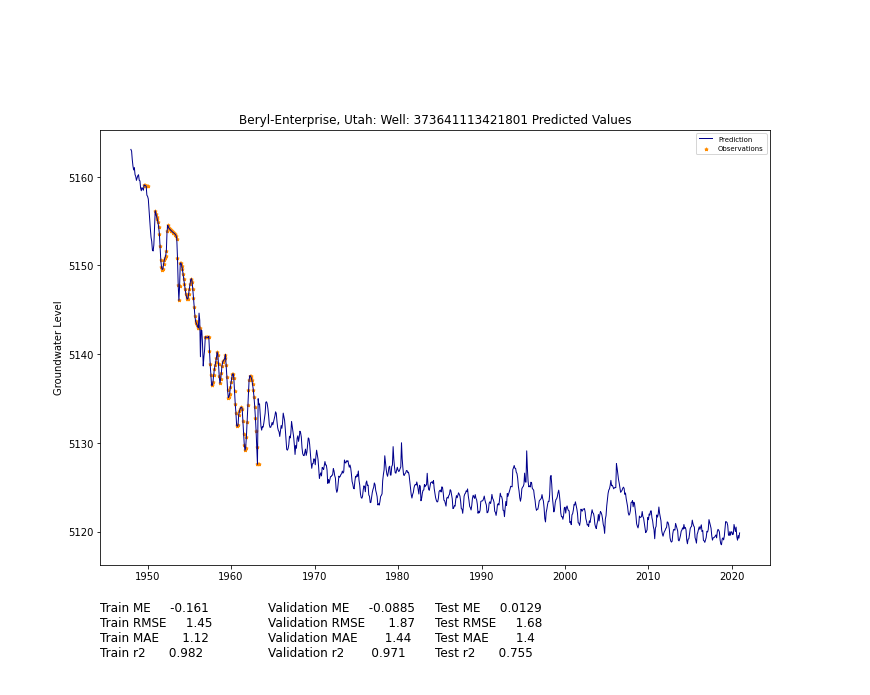 Beryl-Enterprise, Utah: Well: 373641113421801 Predicted Values
Prediction
Observations
Groundwater Level
5160
5150
5140
5130
5120
1950 1960 1970 1980 1990 2000 2010 2020
Train ME -0.161 Validation ME -0.0885 Test ME 0.0129
Train RMSE 1.45 Validation RMSE 1.87 Test RMSE 1.68
Train MAE 1.12 Validation MAE 1.44 Test MAE 1.4
Train r2 0.982 Validation r2 0.971 Test r2 0.755